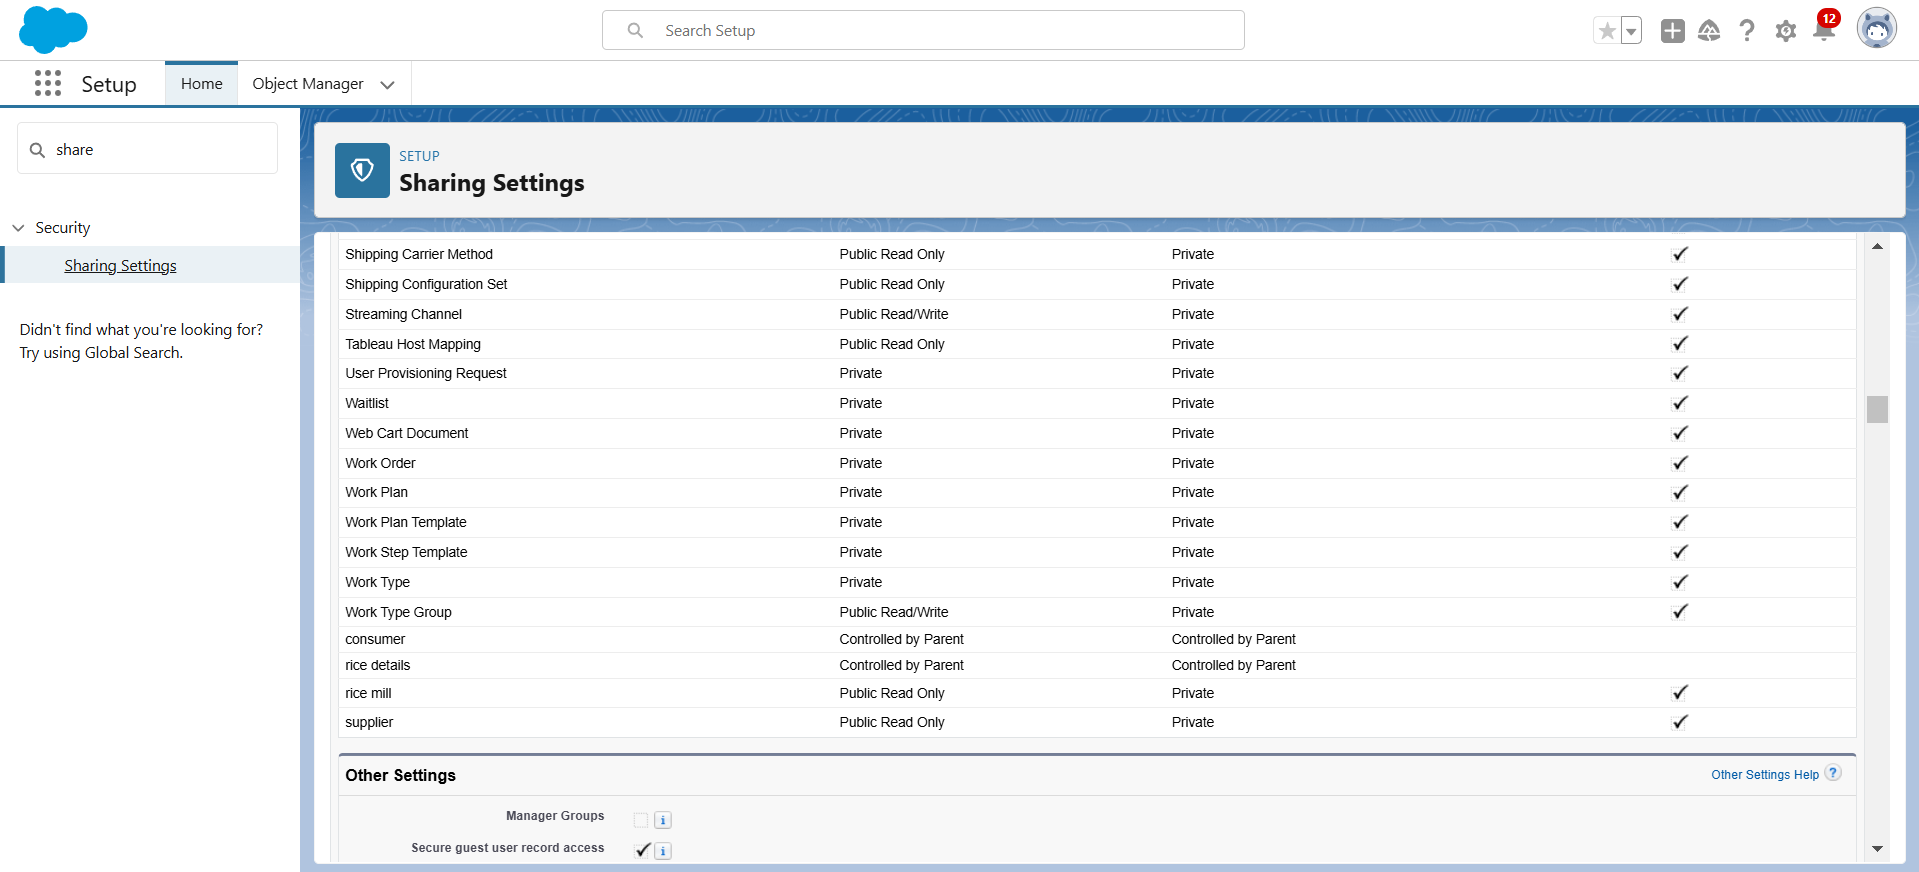 Search Setup
12
Setup
Home
Object Manager
share
Security
Sharing Settings
Didn't find what you're looking for?
Try using Global Search.
SETUP
Sharing Settings
Shipping Carrier Method Public Read Only Private
Shipping Configuration Set Public Read Only Private
Streaming Channel Public Read/Write Private
Tableau Host Mapping Public Read Only Private
User Provisioning Request Private Private
Waitlist Private Private
Web Cart Document Private Private
Work Order Private Private
Work Plan Private Private
Work Plan Template Private Private
Work Step Template Private Private
Work Type Private Private
Work Type Group Public Read/Write Private
consumer Controlled by Parent Controlled by Parent
rice details Controlled by Parent Controlled by Parent
rice mill Public Read Only Private
supplier Public Read Only Private
Other Settings
Other Settings Help ?
Manager Groups i
Secure guest user record access i